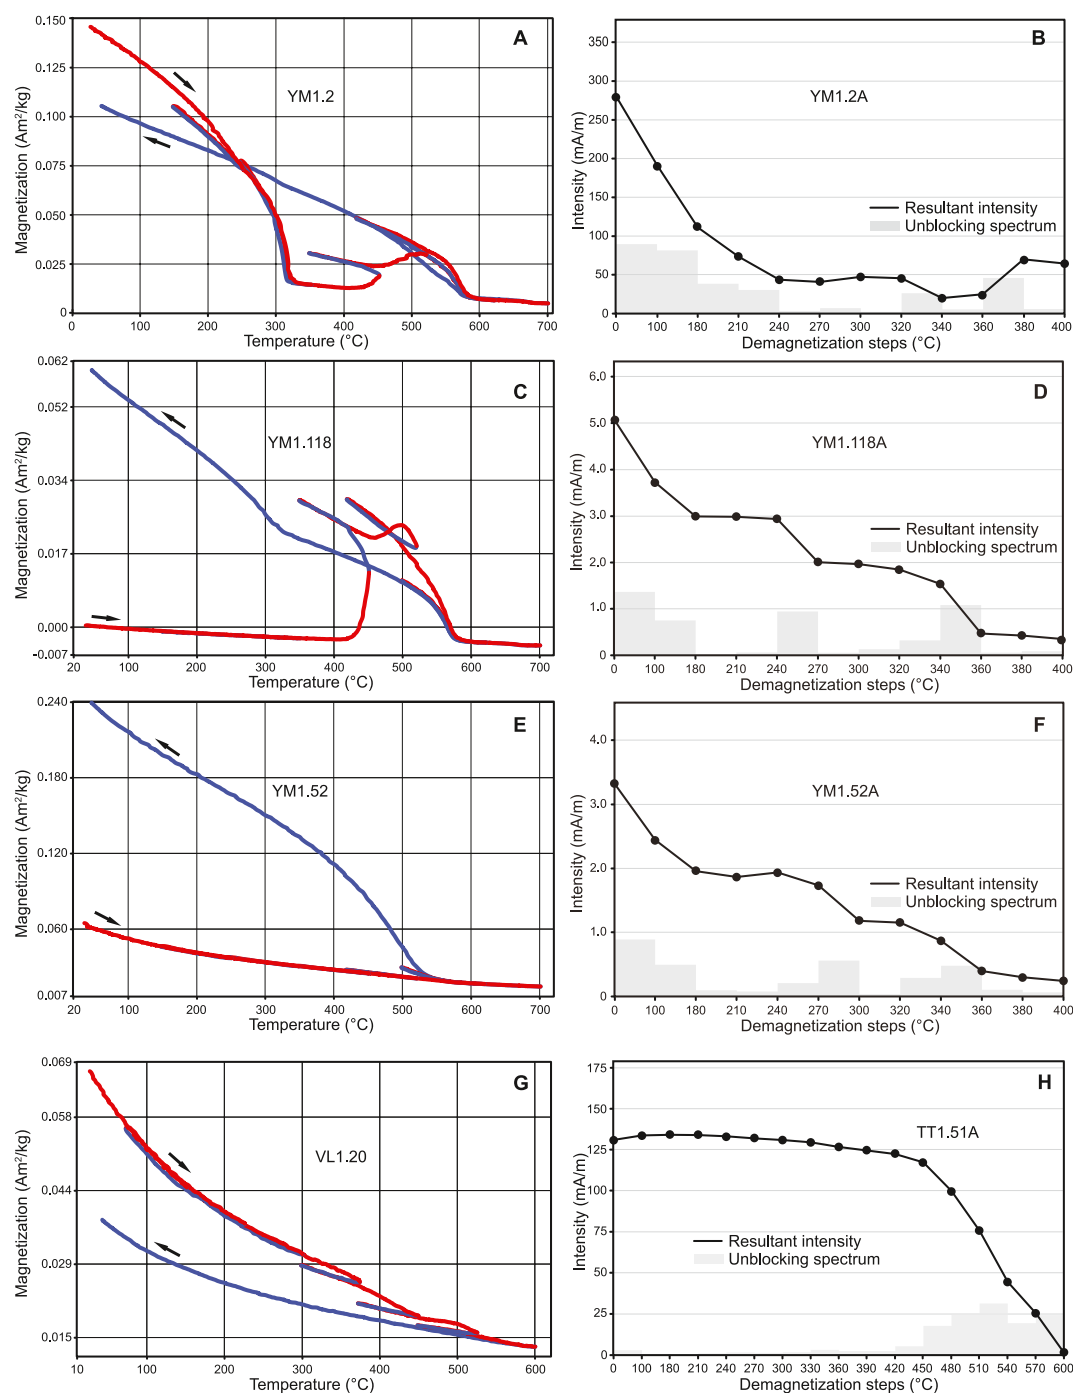 A
YM1.2
Magnetization (Am²/kg)
0.150
0.125
0.100
0.075
0.050
0.025
0
0 100 200 300 400 500 600 700
Temperature (°C)
B
YM1.2A
Intensity (mA/m)
350
300
250
200
150
100
50
0
Resultant intensity
Unblocking spectrum
0 100 180 210 240 270 300 320 340 360 380 400
Demagnetization steps (°C)
C
YM1.118
Magnetization (Am²/kg)
0.062
0.052
0.034
0.017
0.000
-0.007
20 100 200 300 400 500 600 700
Temperature (°C)
D
YM1.118A
Intensity (mA/m)
6.0
5.0
4.0
3.0
2.0
1.0
0
Resultant intensity
Unblocking spectrum
0 100 180 210 240 270 300 320 340 360 380 400
Demagnetization steps (°C)
E
YM1.52
Magnetization (Am²/kg)
0.240
0.180
0.120
0.060
0.007
20 100 200 300 400 500 600 700
Temperature (°C)
F
YM1.52A
Intensity (mA/m)
4.0
3.0
2.0
1.0
0
Resultant intensity
Unblocking spectrum
0 100 180 210 240 270 300 320 340 360 380 400
Demagnetization steps (°C)
G
VL1.20
Magnetization (Am²/kg)
0.069
0.058
0.044
0.029
0.015
10 100 200 300 400 500 600
Temperature (°C)
H
TT1.51A
Intensity (mA/m)
175
150
125
100
75
50
25
0
Resultant intensity
Unblocking spectrum
0 100 180 210 240 270 300 330 360 390 420 450 480 510 540 570 600
Demagnetization steps (°C)